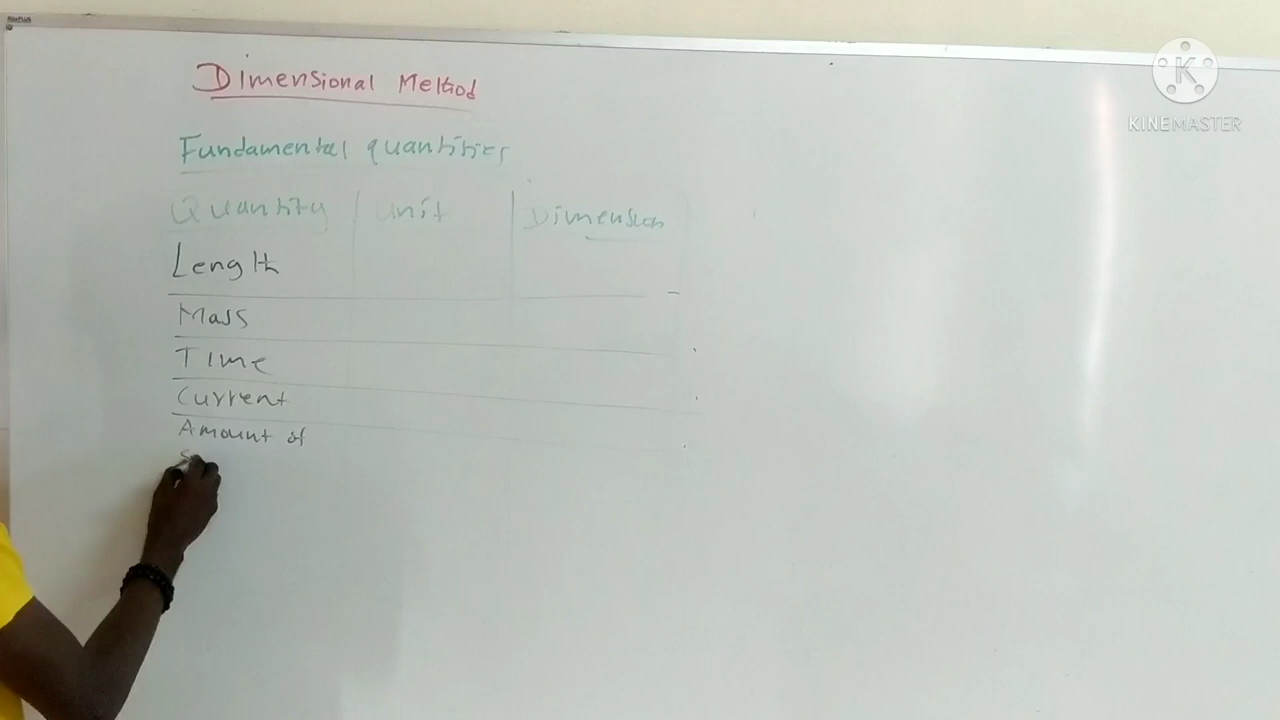 Dimensional Method
Fundamental quantities
Quantity Unit Dimension
Length
Mass
Time
Current
Amount of
s
K
KINEMASTER